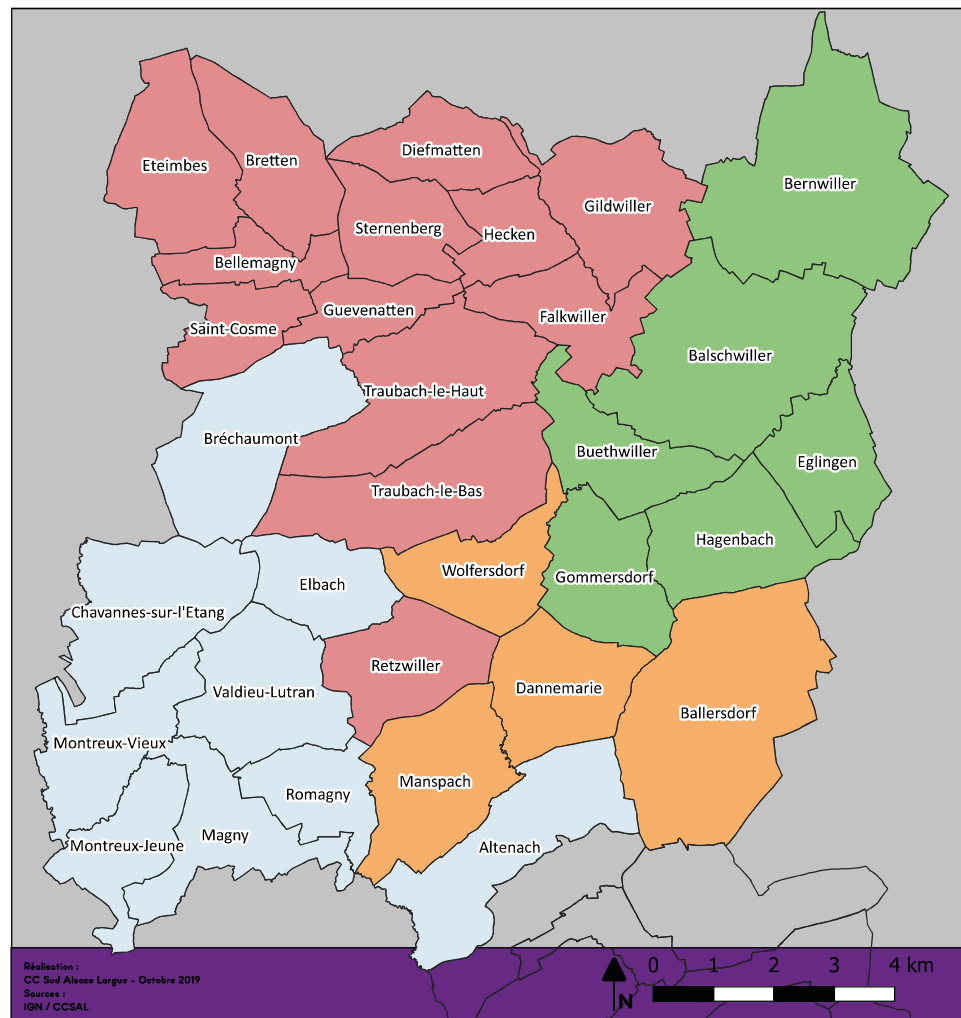 Diefmatten
Bretten
Eteimbes
Bernwiller
Gildwiller
Sternenberg
Hecken
Bellemagny
Guevenatten
Falkwiller
Saint-Cosme
Balschwiller
Traubach-le-Haut
Bréchaumont
Buethwiller
Eglingen
Traubach-le-Bas
Hagenbach
Wolfersdorf
Gommersdorf
Elbach
Chavannes-sur-l'Etang
Retzwiller
Valdieu-Lutran
Dannemarie
Ballersdorf
Montreux-Vieux
Manspach
Romagny
Magny
Montreux-Jeune
Altenach
Réalisation :
CC Sud Alsace Largue - Octobre 2019
Sources :
IGN / CCSAL
N
0 1 2 3 4 km